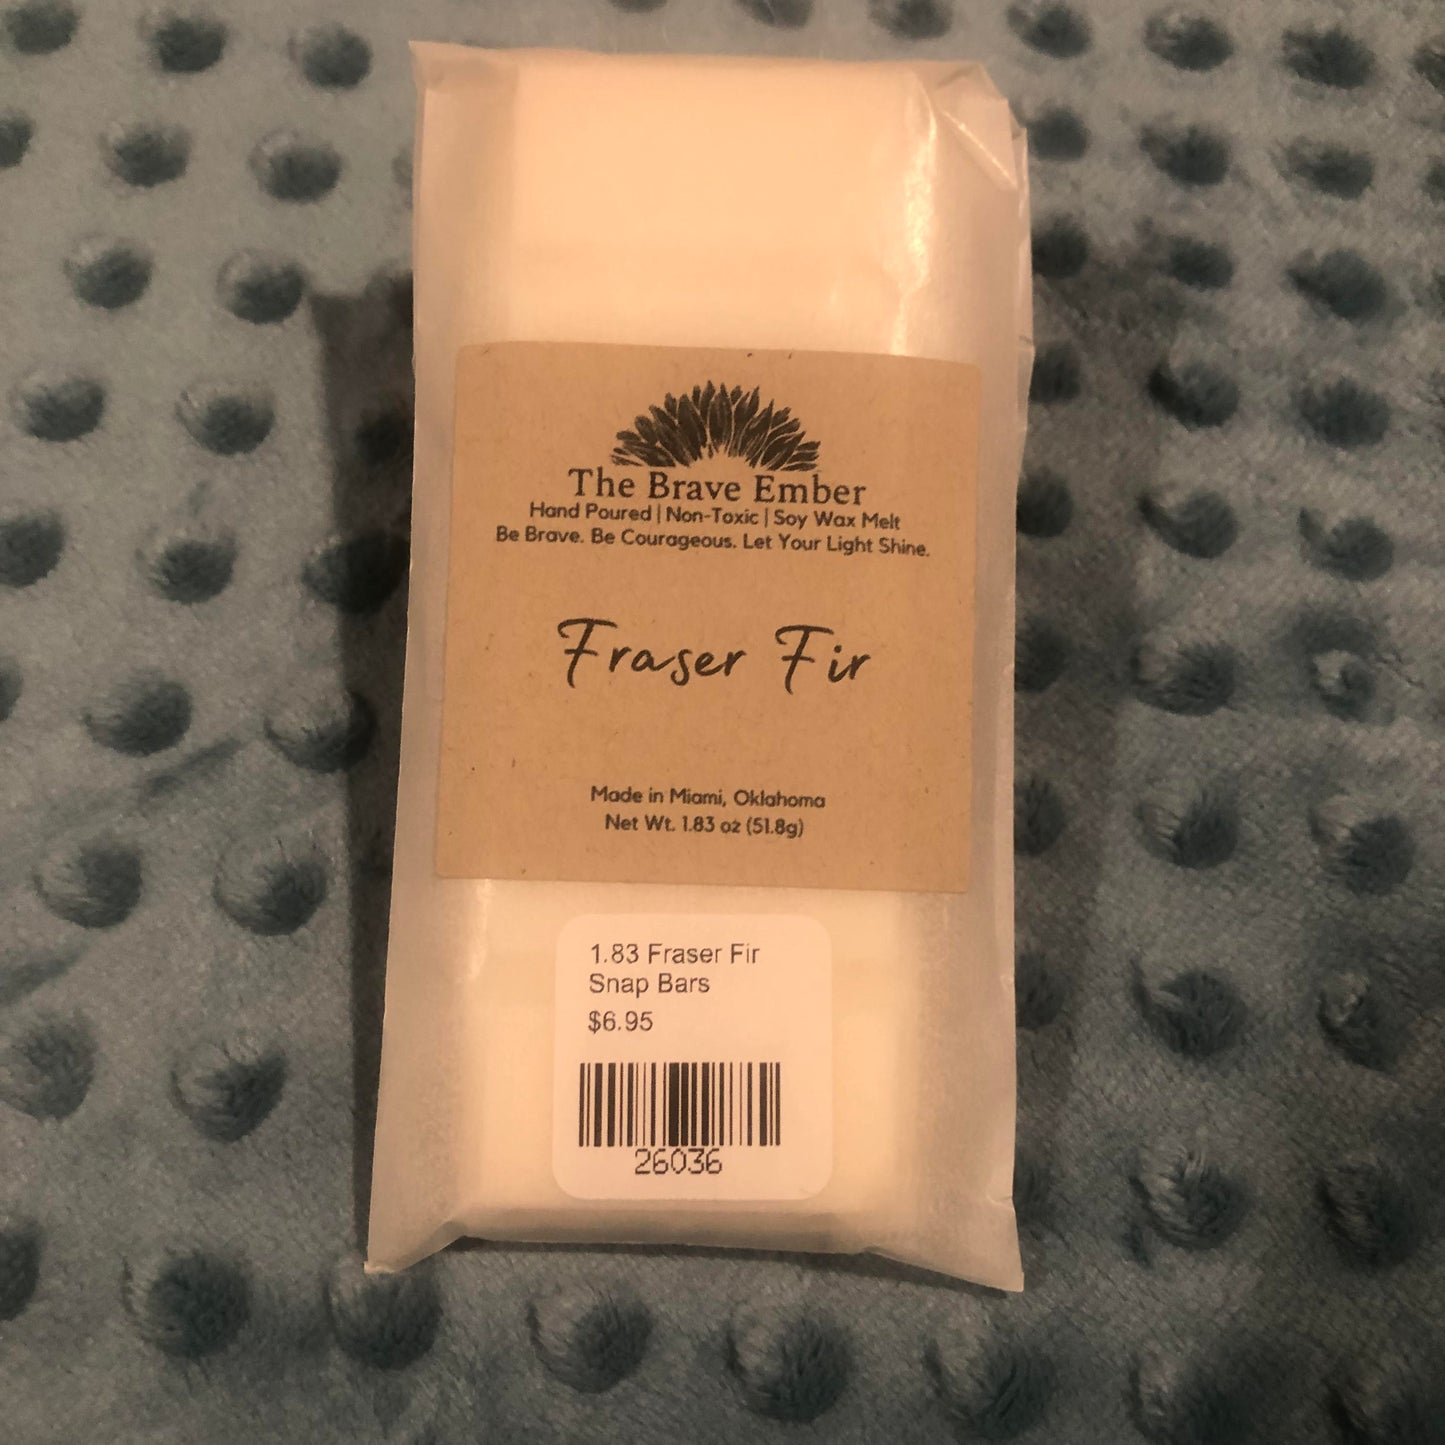 The Brave Ember
Hand Poured | Non-Toxic | Soy Wax Melt
Be Brave. Be Courageous. Let Your Light Shine.
Fraser Fir
Made in Miami, Oklahoma
Net Wt. 1.83 oz (51.8g)
1.83 Fraser Fir
Snap Bars
$6.95
26036